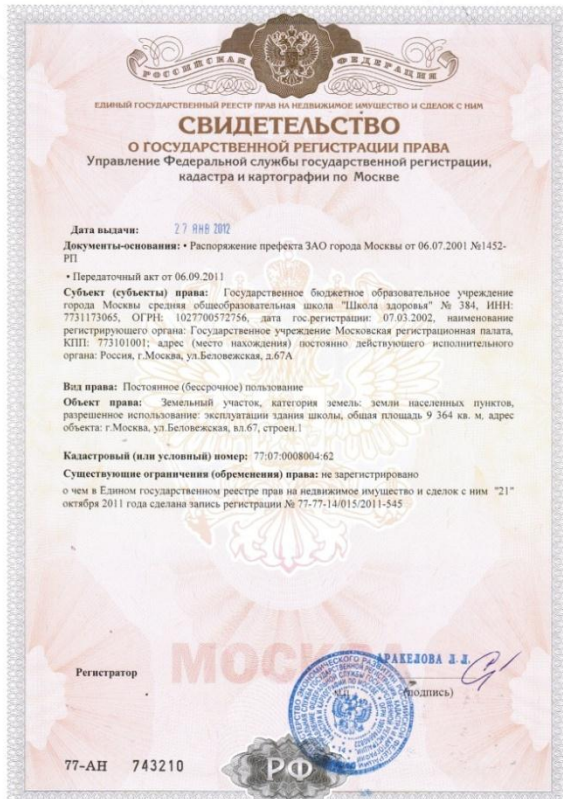 РОССИЙСКАЯ ФЕДЕРАЦИЯ
ЕДИНЫЙ ГОСУДАРСТВЕННЫЙ РЕЕСТР ПРАВ НА НЕДВИЖИМОЕ ИМУЩЕСТВО И СДЕЛОК С НИМ
СВИДЕТЕЛЬСТВО
О ГОСУДАРСТВЕННОЙ РЕГИСТРАЦИИ ПРАВА
Управление Федеральной службы государственной регистрации,
кадастра и картографии по Москве
Дата выдачи: 27 ЯНВ 2012
Документы-основания: • Распоряжение префекта ЗАО города Москвы от 06.07.2001 №1452-
РП
• Передаточный акт от 06.09.2011
Субъект (субъекты) права: Государственное бюджетное образовательное учреждение
города Москвы средняя общеобразовательная школа "Школа здоровья" № 384, ИНН:
7731173065, ОГРН: 1027700572756, дата гос.регистрации: 07.03.2002, наименование
регистрирующего органа: Государственное учреждение Московская регистрационная палата,
КПП: 773101001; адрес (место нахождения) постоянно действующего исполнительного
органа: Россия, г.Москва, ул.Беловежская, д.67А
Вид права: Постоянное (бессрочное) пользование
Объект права: Земельный участок, категория земель: земли населенных пунктов,
разрешенное использование: эксплуатации здания школы, общая площадь 9 364 кв. м, адрес
объекта: г.Москва, ул.Беловежская, вл.67, строен.1
Кадастровый (или условный) номер: 77:07:0008004:62
Существующие ограничения (обременения) права: не зарегистрировано
о чем в Едином государственном реестре прав на недвижимое имущество и сделок с ним "21"
октября 2011 года сделана запись регистрации № 77-77-14/015/2011-545
МОСКВА
АРАКЕЛОВА Л.Л.
Регистратор
м.п. (подпись)
77-АН 743210
РФ